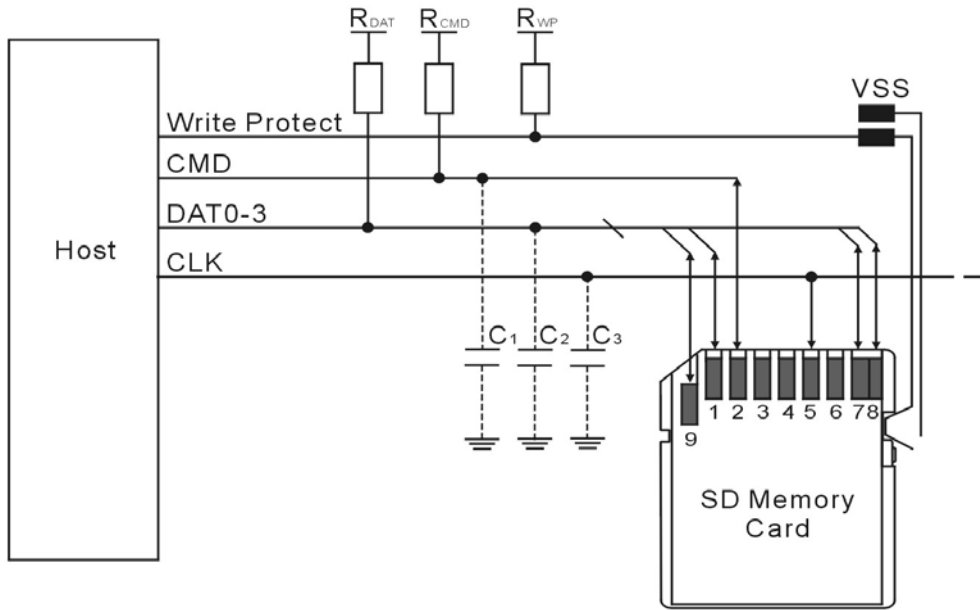 RDAT RCMD RWP
VSS
Write Protect
CMD
DAT0-3
Host
CLK
C1 C2 C3
1 2 3 4 5 6 7 8
9
SD Memory
Card